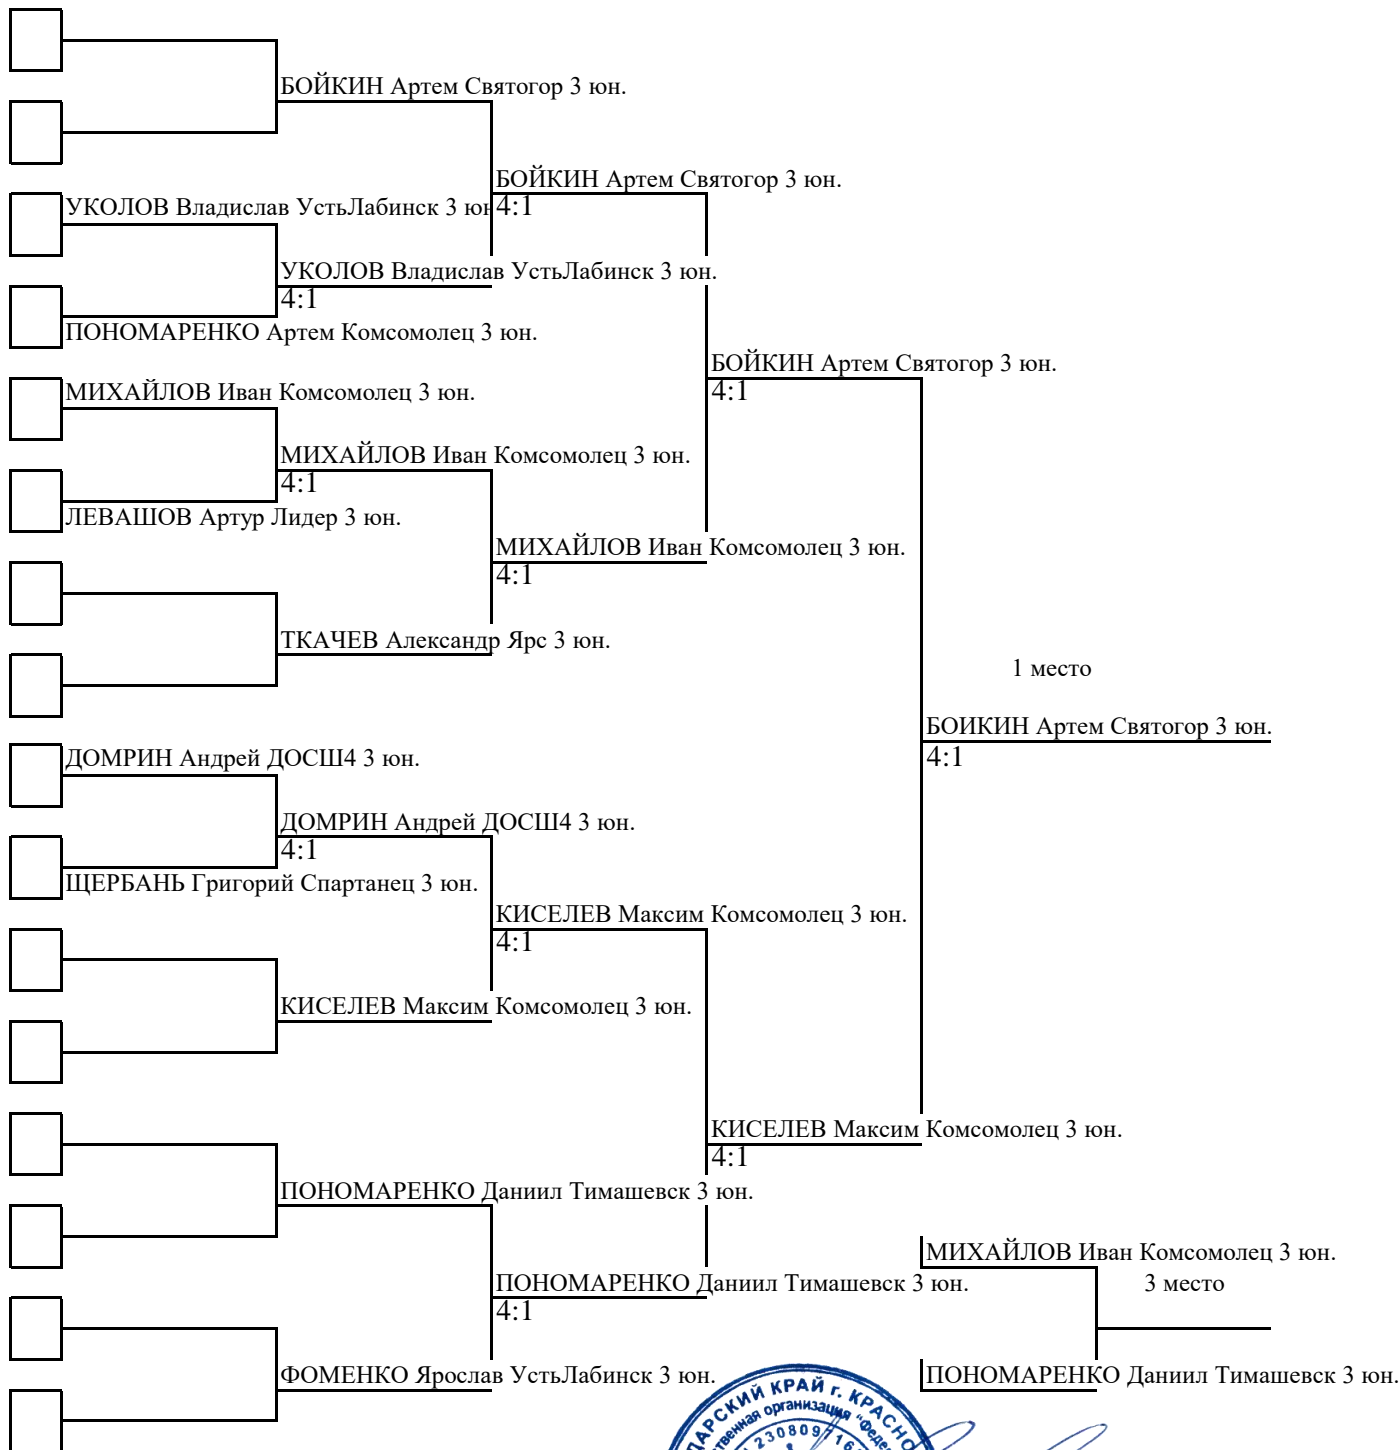 БОЙКИН Артем Святогор 3 юн.
БОЙКИН Артем Святогор 3 юн.
4:1
УКОЛОВ Владислав УстьЛабинск 3 юн
УКОЛОВ Владислав УстьЛабинск 3 юн.
4:1
ПОНОМАРЕНКО Артем Комсомолец 3 юн.
БОЙКИН Артем Святогор 3 юн.
4:1
МИХАЙЛОВ Иван Комсомолец 3 юн.
МИХАЙЛОВ Иван Комсомолец 3 юн.
4:1
ЛЕВАШОВ Артур Лидер 3 юн.
МИХАЙЛОВ Иван Комсомолец 3 юн.
4:1
ТКАЧЕВ Александр Ярс 3 юн.
1 место
БОИКИН Артем Святогор 3 юн.
4:1
ДОМРИН Андрей ДОСШ4 3 юн.
ДОМРИН Андрей ДОСШ4 3 юн.
4:1
ЩЕРБАНЬ Григорий Спартанец 3 юн.
КИСЕЛЕВ Максим Комсомолец 3 юн.
4:1
КИСЕЛЕВ Максим Комсомолец 3 юн.
КИСЕЛЕВ Максим Комсомолец 3 юн.
4:1
ПОНОМАРЕНКО Даниил Тимашевск 3 юн.
МИХАЙЛОВ Иван Комсомолец 3 юн.
ПОНОМАРЕНКО Даниил Тимашевск 3 юн.
4:1
3 место
ФОМЕНКО Ярослав УстьЛабинск 3 юн.
ПОНОМАРЕНКО Даниил Тимашевск 3 юн.
ДАРСКИЙ КРАЙ г. КРАСНО
твенная организация "Феде
230809716